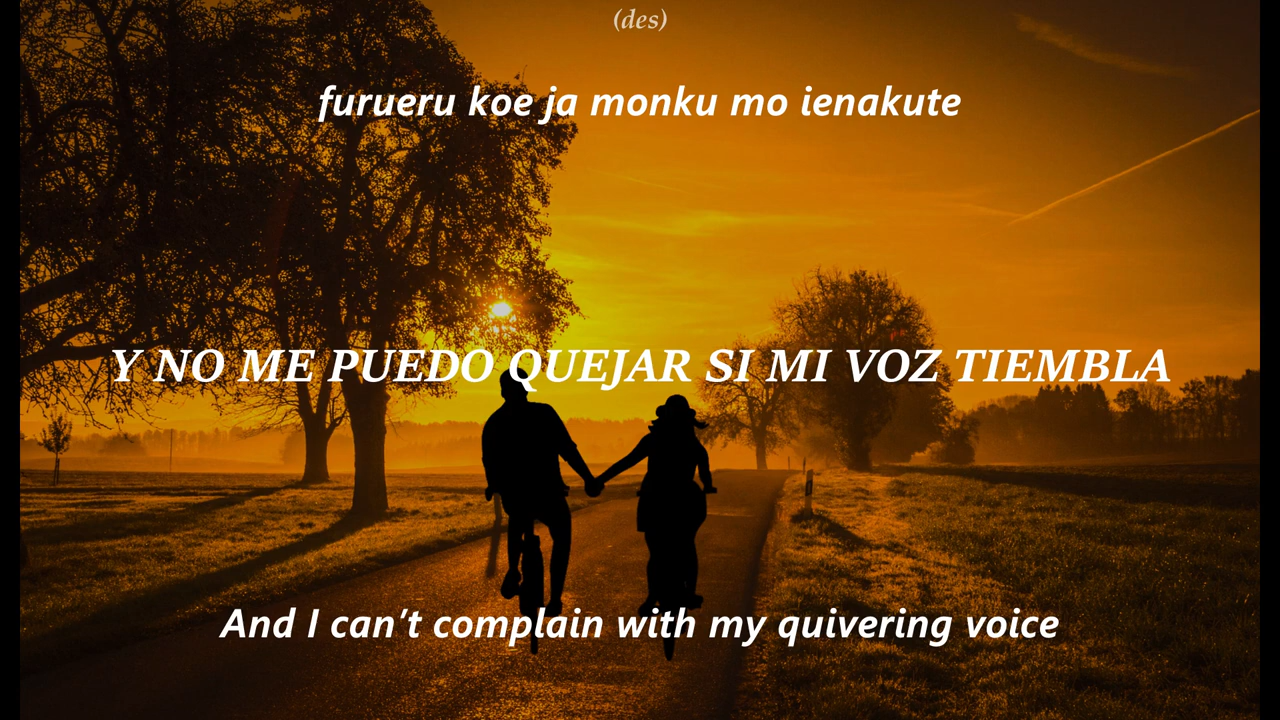 (des)
furueru koe ja monku mo ienakute
Y NO ME PUEDO QUEJAR SI MI VOZ TIEMBLA
And I can't complain with my quivering voice